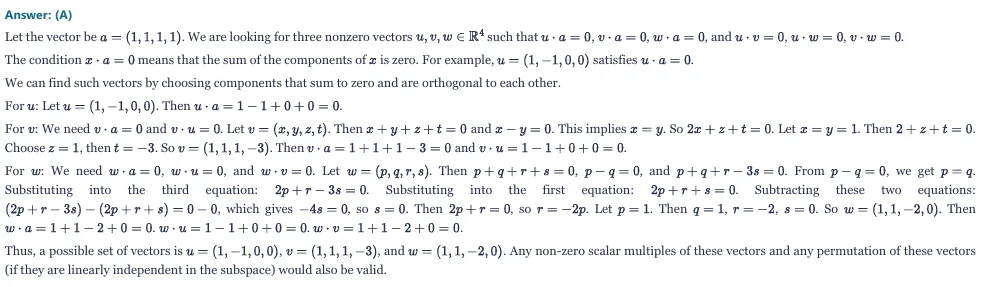 Answer: (A)
Let the vector be a = (1, 1, 1, 1). We are looking for three nonzero vectors u, v, w ∈ ℝ⁴ such that u · a = 0, v · a = 0, w · a = 0, and u · v = 0, u · w = 0, v · w = 0.
The condition x · a = 0 means that the sum of the components of x is zero. For example, u = (1, −1, 0, 0) satisfies u · a = 0.
We can find such vectors by choosing components that sum to zero and are orthogonal to each other.
For u: Let u = (1, −1, 0, 0). Then u · a = 1 − 1 + 0 + 0 = 0.
For v: We need v · a = 0 and v · u = 0. Let v = (x, y, z, t). Then x + y + z + t = 0 and x − y = 0. This implies x = y. So 2x + z + t = 0. Let x = y = 1. Then 2 + z + t = 0.
Choose z = 1, then t = −3. So v = (1, 1, 1, −3). Then v · a = 1 + 1 + 1 − 3 = 0 and v · u = 1 − 1 + 0 + 0 = 0.
For w: We need w · a = 0, w · u = 0, and w · v = 0. Let w = (p, q, r, s). Then p + q + r + s = 0, p − q = 0, and p + q + r − 3s = 0. From p − q = 0, we get p = q.
Substituting into the third equation: 2p + r − 3s = 0. Substituting into the first equation: 2p + r + s = 0. Subtracting these two equations:
(2p + r − 3s) − (2p + r + s) = 0 − 0, which gives −4s = 0, so s = 0. Then 2p + r = 0, so r = −2p. Let p = 1. Then q = 1, r = −2, s = 0. So w = (1, 1, −2, 0). Then
w · a = 1 + 1 − 2 + 0 = 0. w · u = 1 − 1 + 0 + 0 = 0. w · v = 1 + 1 − 2 + 0 = 0.
Thus, a possible set of vectors is u = (1, −1, 0, 0), v = (1, 1, 1, −3), and w = (1, 1, −2, 0). Any non-zero scalar multiples of these vectors and any permutation of these vectors
(if they are linearly independent in the subspace) would also be valid.